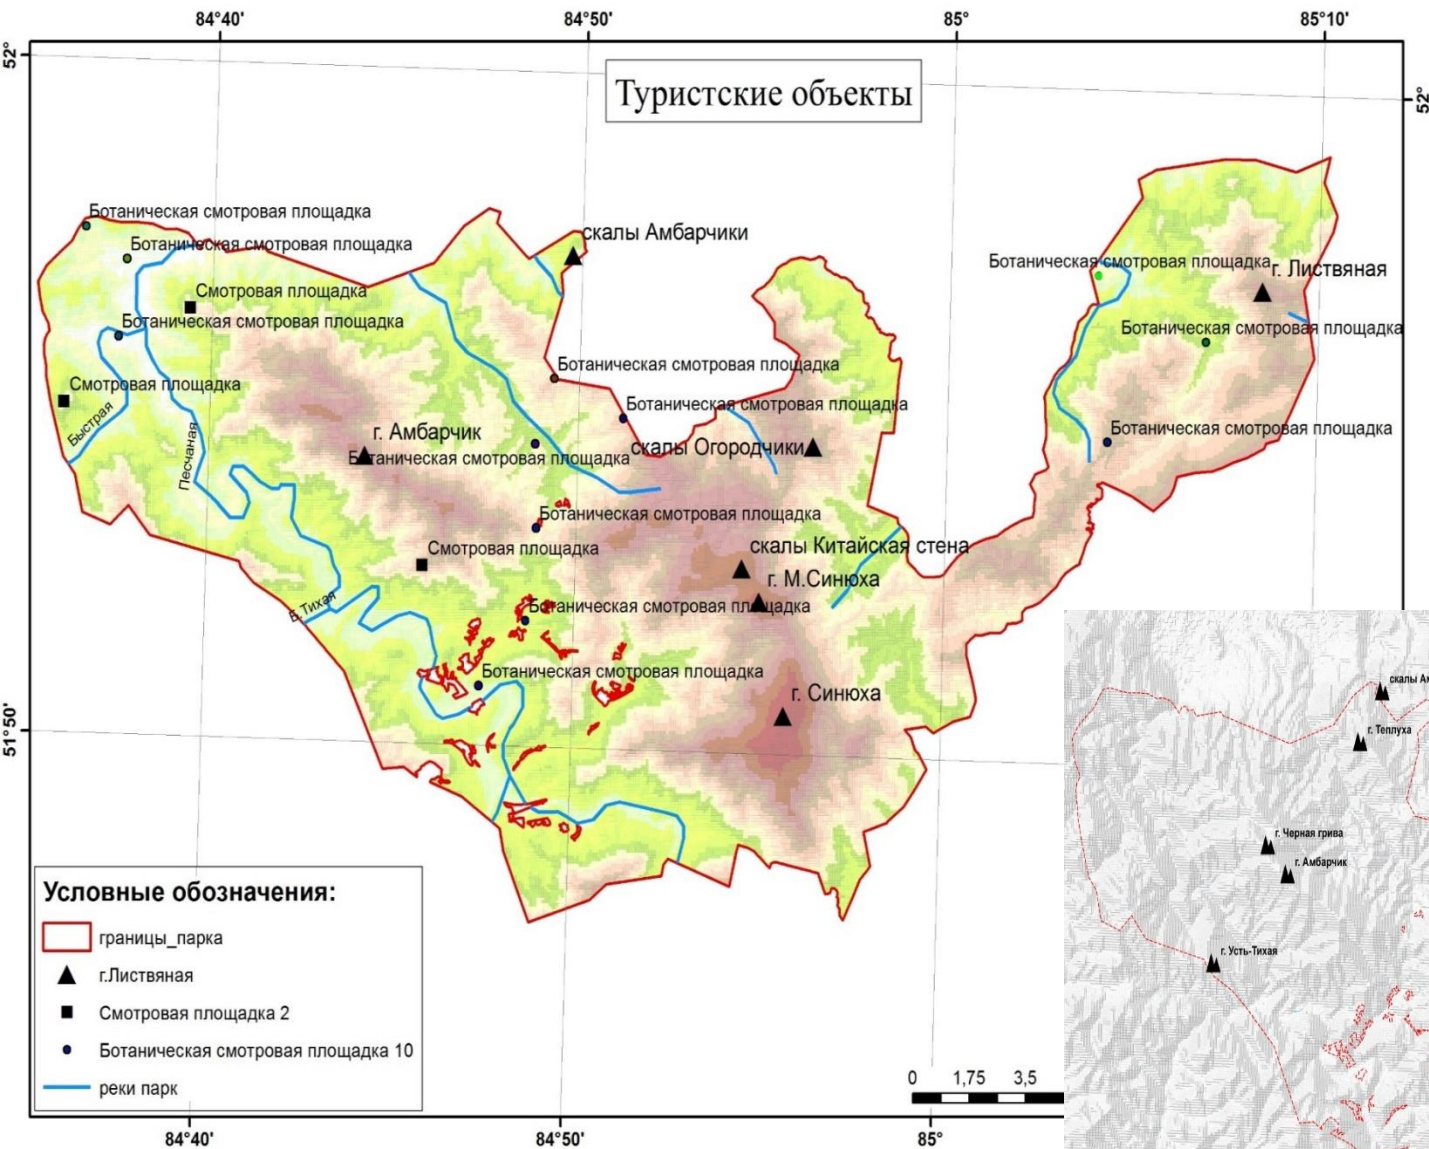 84°40'
84°50'
85°
85°10'
52°
52°
Туристские объекты
Ботаническая смотровая площадка
скалы Амбарчики
Ботаническая смотровая площадка
Ботаническая смотровая площадка
г. Листвяная
Смотровая площадка
Ботаническая смотровая площадка
Ботаническая смотровая площадка
Ботаническая смотровая площадка
Смотровая площадка
Ботаническая смотровая площадка
Быстрая
Песчаная
г. Амбарчик
Ботаническая смотровая площадка
скалы Огородчики
Ботаническая смотровая площадка
Ботаническая смотровая площадка
скалы Китайская стена
Смотровая площадка
г. М.Синюха
Б.Тихая
Ботаническая смотровая площадка
Ботаническая смотровая площадка
г. Синюха
51°50'
скалы
г. Теплуха
г. Черная грива
г. Амбарчик
г. Усть-Тихая
Условные обозначения:
границы_парка
г.Листвяная
Смотровая площадка 2
Ботаническая смотровая площадка 10
реки парк
0 1,75 3,5
84°40'
84°50'
85°